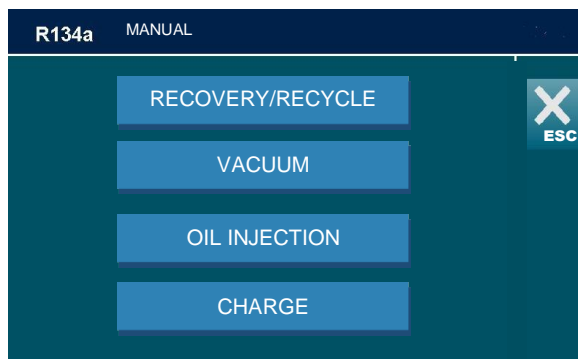 R134a MANUAL
RECOVERY/RECYCLE
ESC
VACUUM
OIL INJECTION
CHARGE